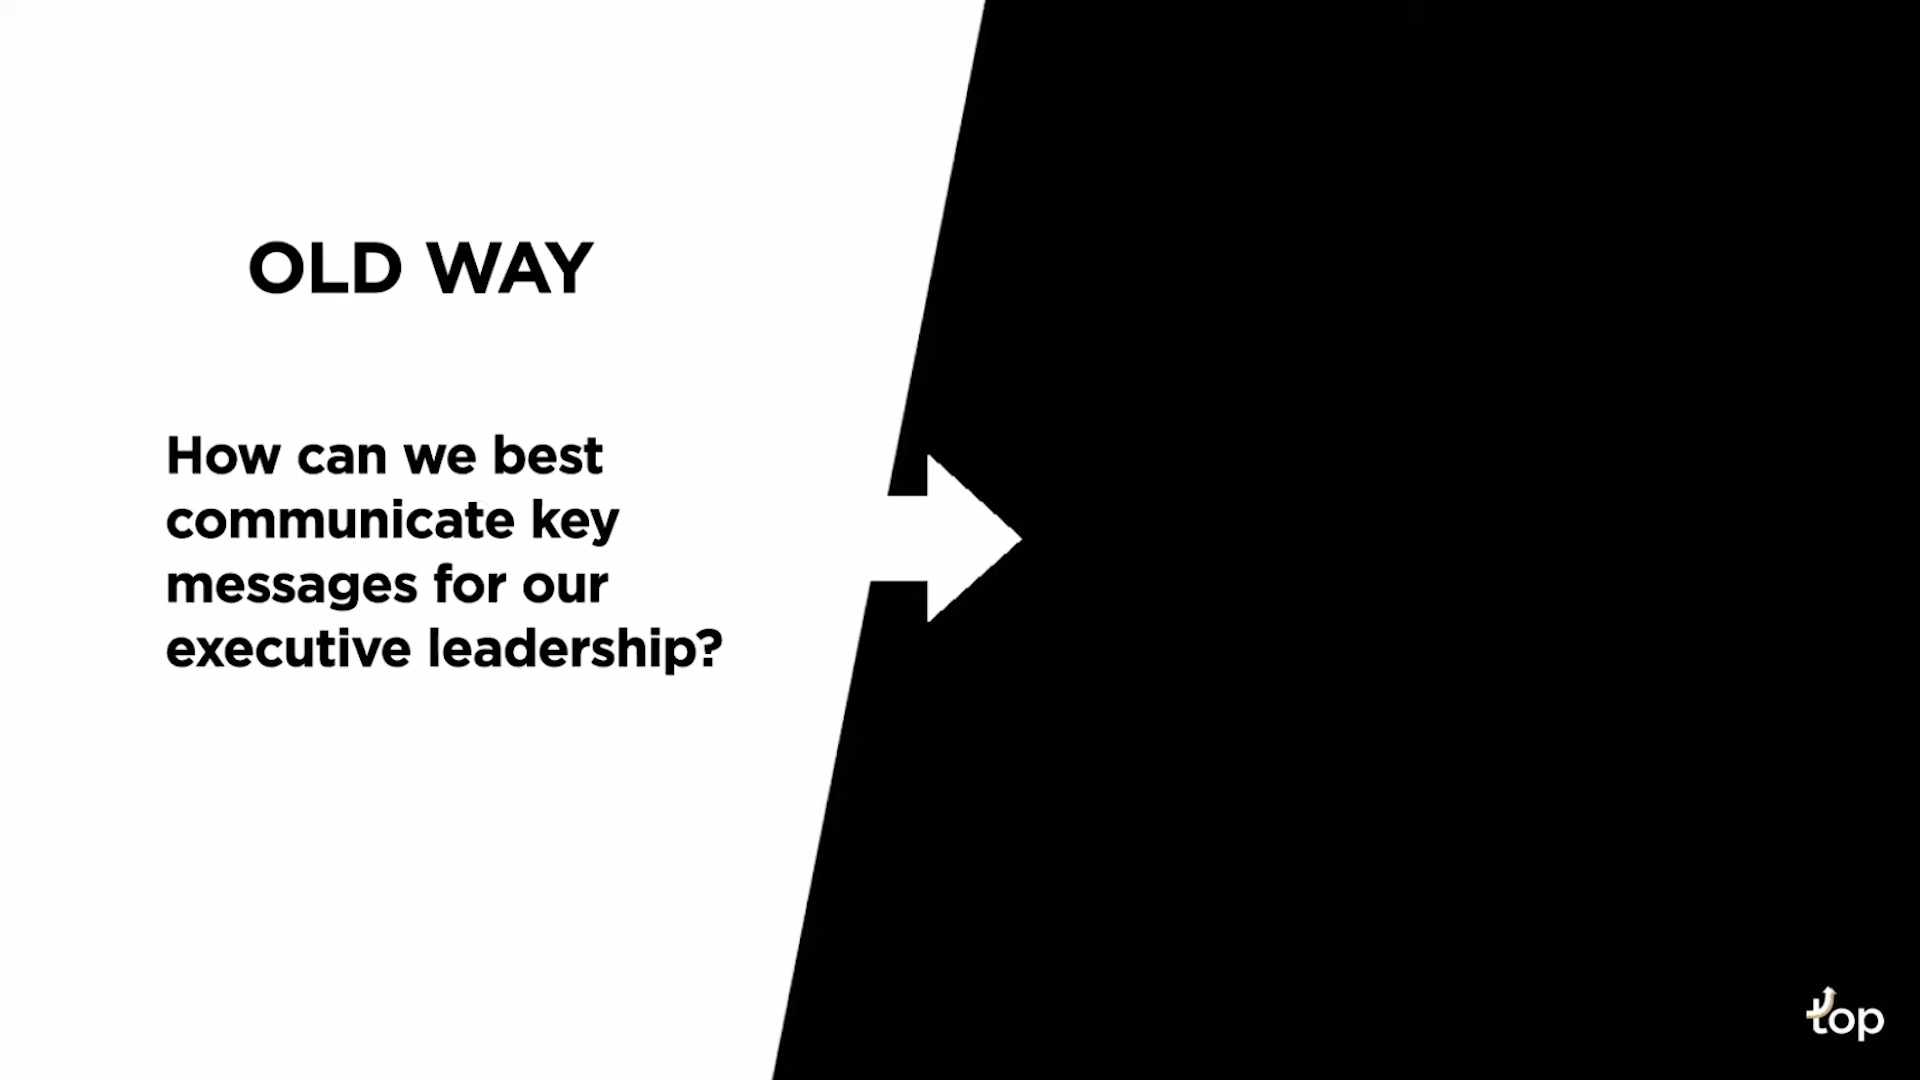 OLD WAY
How can we best
communicate key
messages for our
executive leadership?
top